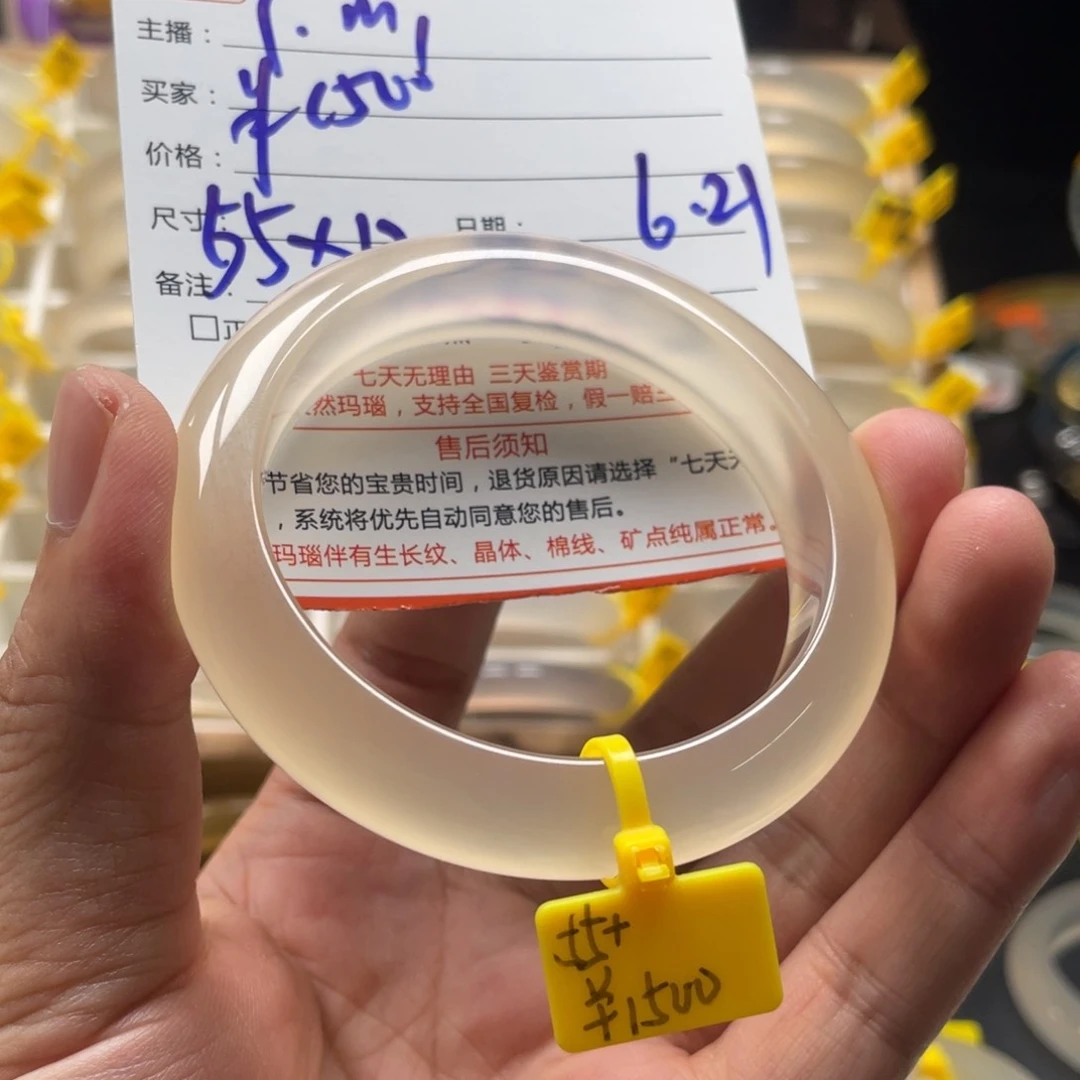 主播：
买家：¥1500
价格：
尺寸：55×12 日期： 6.21
备注：
七天无理由 三天鉴赏期
然玛瑙，支持全国复检，假一赔三
售后须知
节省您的宝贵时间，退货原因请选择“七天无
，系统将优先自动同意您的售后。
玛瑙伴有生长纹、晶体、棉线、矿点纯属正常。
55+
¥1500